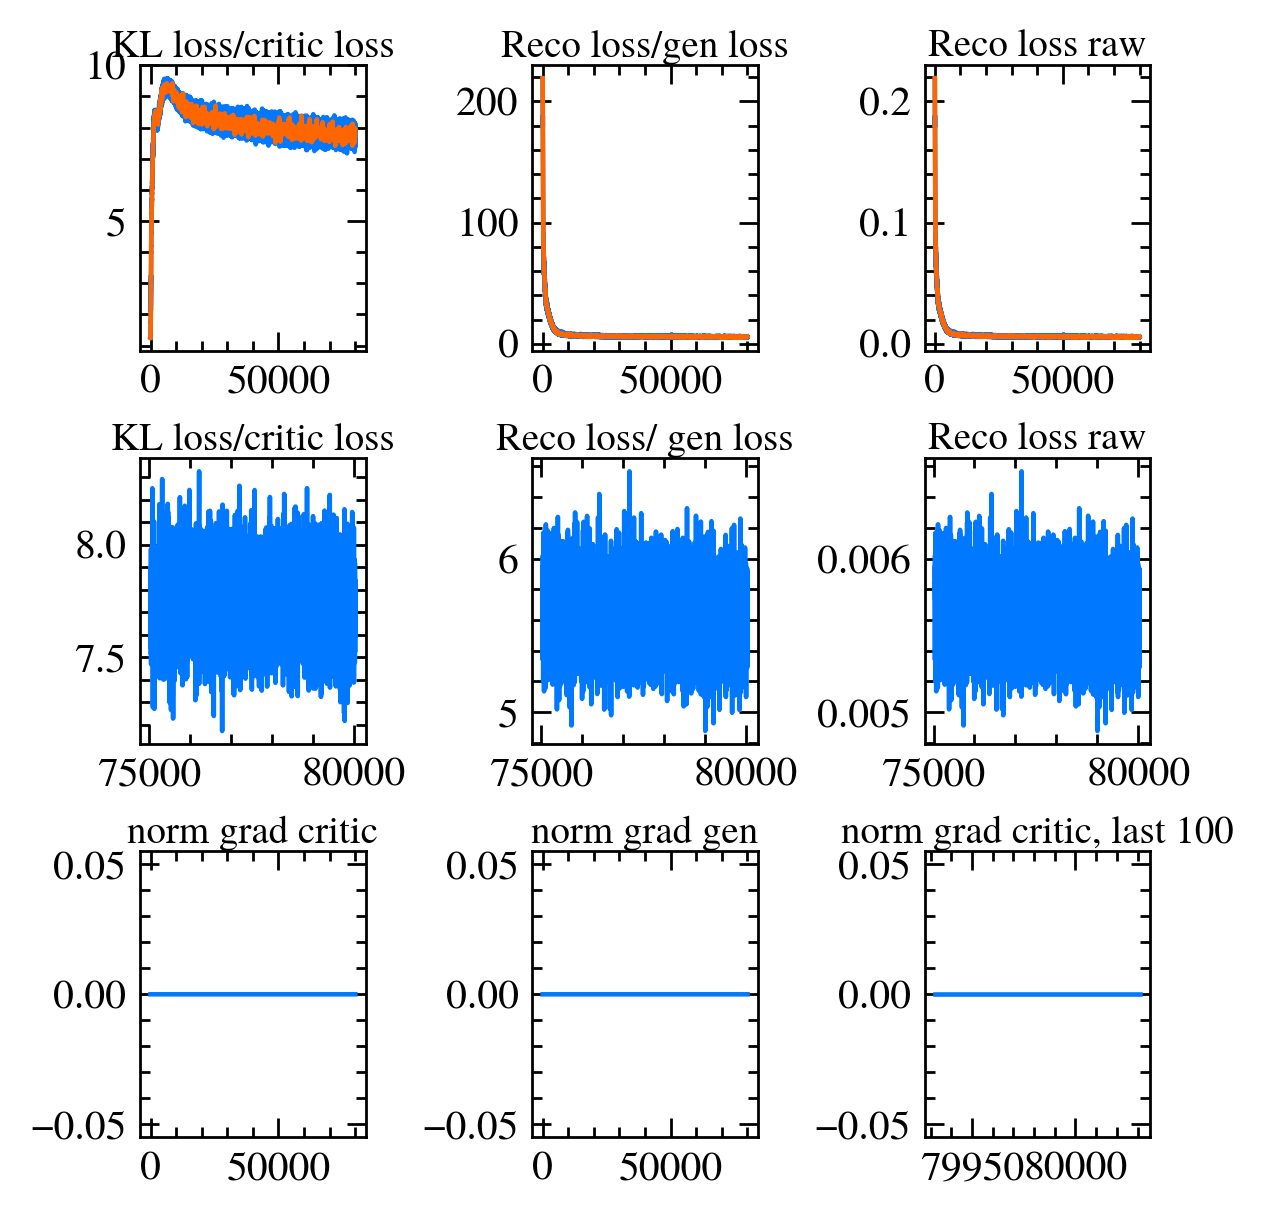 KL loss/critic loss Reco loss/gen loss Reco loss raw
10 200 0.2
5 100 0.1
0 0.0
0 50000 0 50000 0 50000
KL loss/critic loss Reco loss/ gen loss Reco loss raw
8.0 6 0.006
7.5 5 0.005
75000 80000 75000 80000 75000 80000
norm grad critic norm grad gen norm grad critic, last 100
0.05 0.05 0.05
0.00 0.00 0.00
−0.05 −0.05 −0.05
0 50000 0 50000 79950 80000